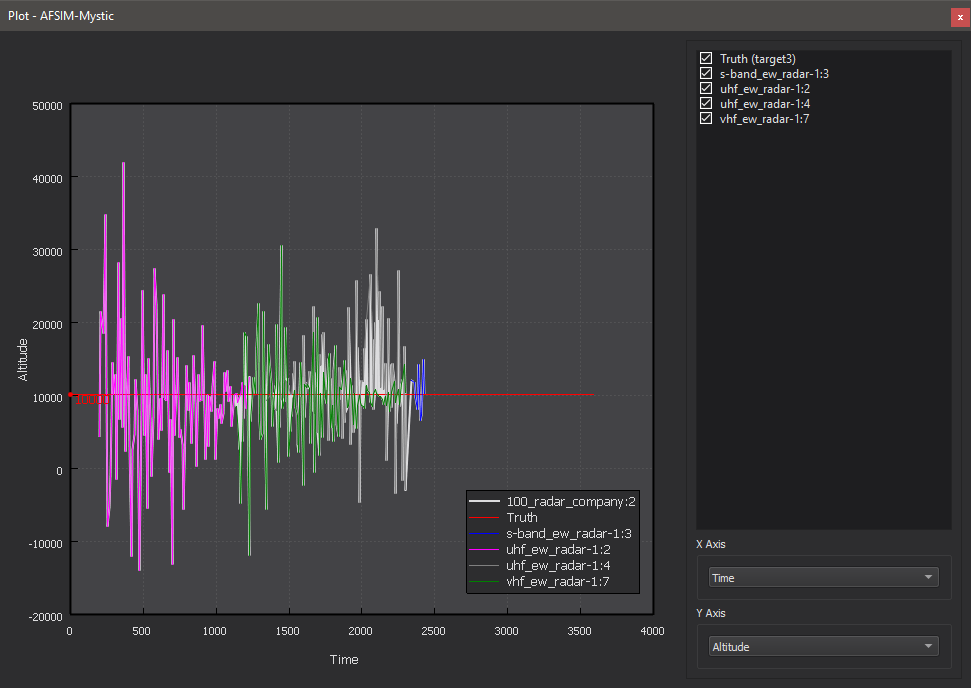 Plot - AFSIM-Mystic
x
Truth (target3)
s-band_ew_radar-1:3
uhf_ew_radar-1:2
uhf_ew_radar-1:4
vhf_ew_radar-1:7
50000
40000
30000
20000
10000
0
-10000
-20000
Altitude
0
500
1000
1500
2000
2500
3000
3500
4000
Time
100_radar_company:2
Truth
s-band_ew_radar-1:3
uhf_ew_radar-1:2
uhf_ew_radar-1:4
vhf_ew_radar-1:7
X Axis
Time
Y Axis
Altitude